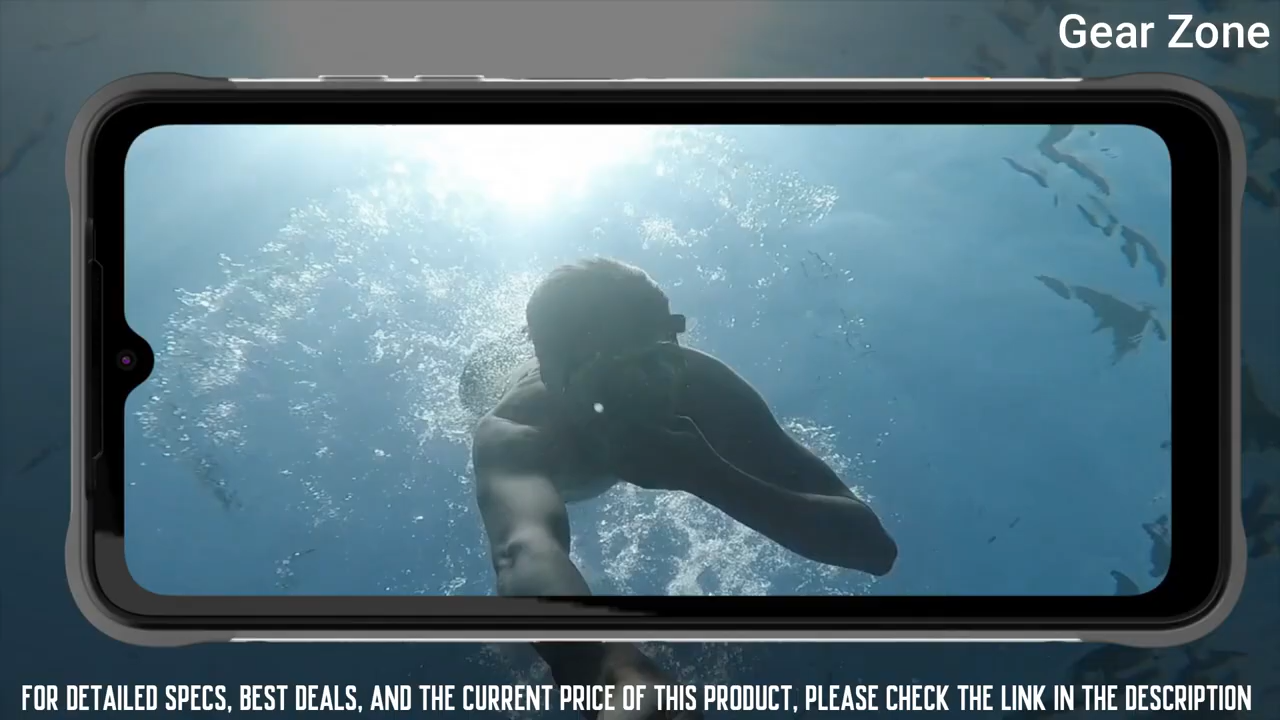 Gear Zone
FOR DETAILED SPECS, BEST DEALS, AND THE CURRENT PRICE OF THIS PRODUCT, PLEASE CHECK THE LINK IN THE DESCRIPTION